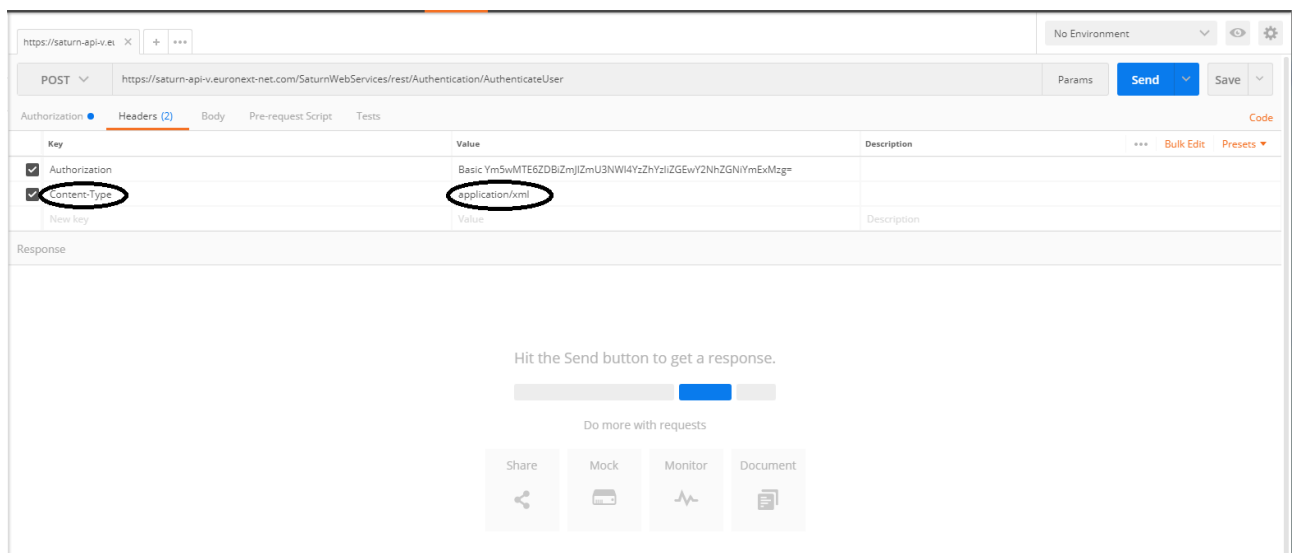 https://saturn-api-v.eu
No Environment
POST https://saturn-api-v.euronext-net.com/SaturnWebServices/rest/Authentication/AuthenticateUser Params Send Save
Authorization Headers (2) Body Pre-request Script Tests Code
Key Value Description Bulk Edit Presets
Authorization Basic Ym5wMTE6ZDBiZmJlZmU3NWI4YzZhYzliZGEwY2NhZGNiYmExMzg=
Content-Type application/xml
New key Value Description
Response
Hit the Send button to get a response.
Do more with requests
Share Mock Monitor Document